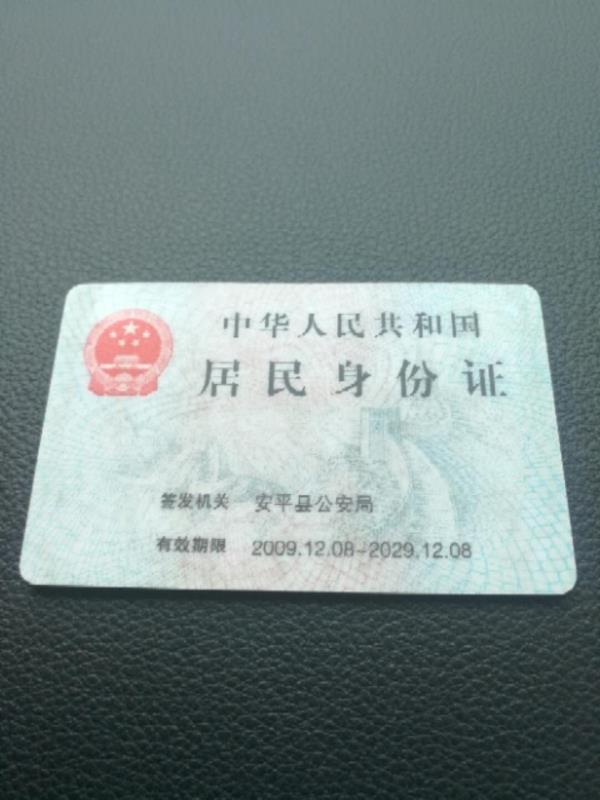 中华人民共和国
居民身份证
签发机关 安平县公安局
有效期限 2009.12.08-2029.12.08